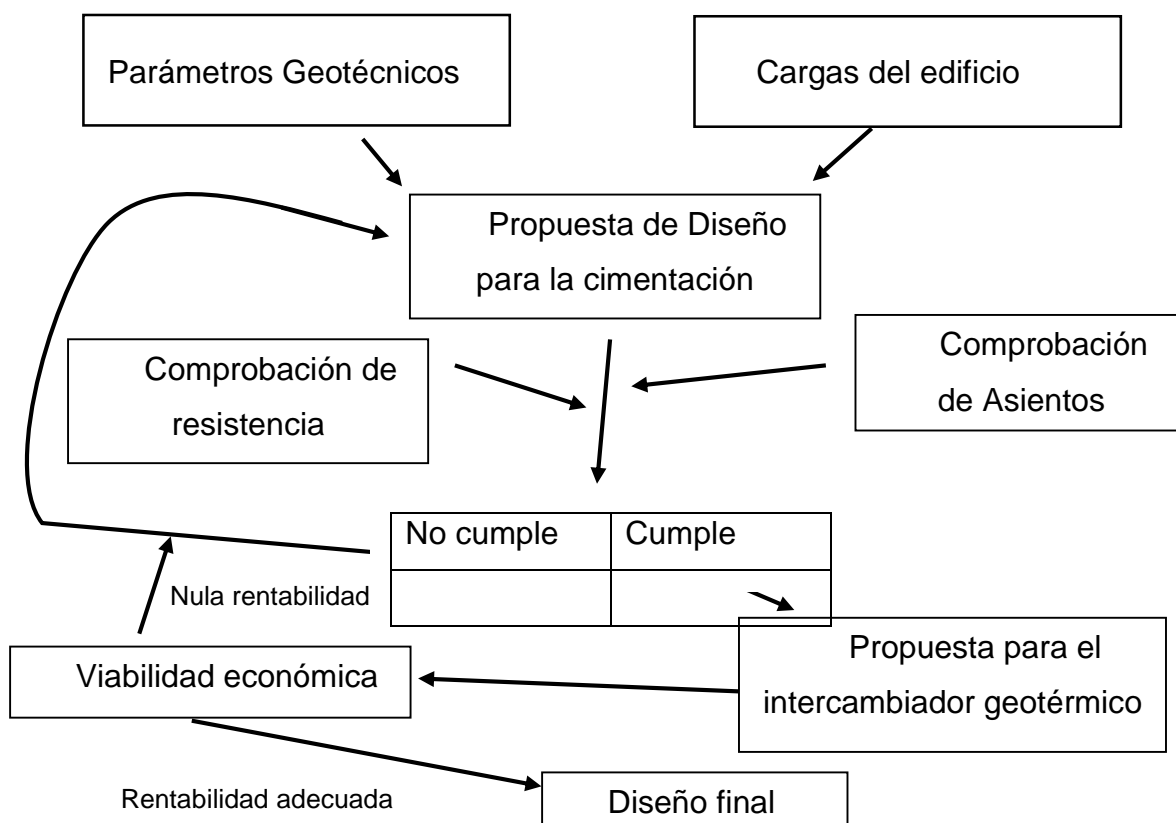 Parámetros Geotécnicos
Cargas del edificio
Propuesta de Diseño
para la cimentación
Comprobación de
resistencia
Comprobación
de Asientos
No cumple
Cumple
Nula rentabilidad
Viabilidad económica
Propuesta para el
intercambiador geotérmico
Rentabilidad adecuada
Diseño final